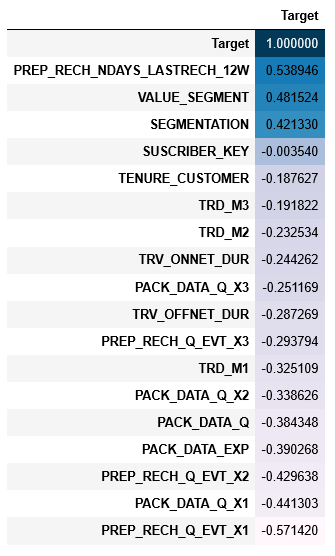 Target
Target 1.000000
PREP_RECH_NDAYS_LASTRECH_12W 0.538946
VALUE_SEGMENT 0.481524
SEGMENTATION 0.421330
SUSCRIBER_KEY -0.003540
TENURE_CUSTOMER -0.187627
TRD_M3 -0.191822
TRD_M2 -0.232534
TRV_ONNET_DUR -0.244262
PACK_DATA_Q_X3 -0.251169
TRV_OFFNET_DUR -0.287269
PREP_RECH_Q_EVT_X3 -0.293794
TRD_M1 -0.325109
PACK_DATA_Q_X2 -0.338626
PACK_DATA_Q -0.384348
PACK_DATA_EXP -0.390268
PREP_RECH_Q_EVT_X2 -0.429638
PACK_DATA_Q_X1 -0.441303
PREP_RECH_Q_EVT_X1 -0.571420